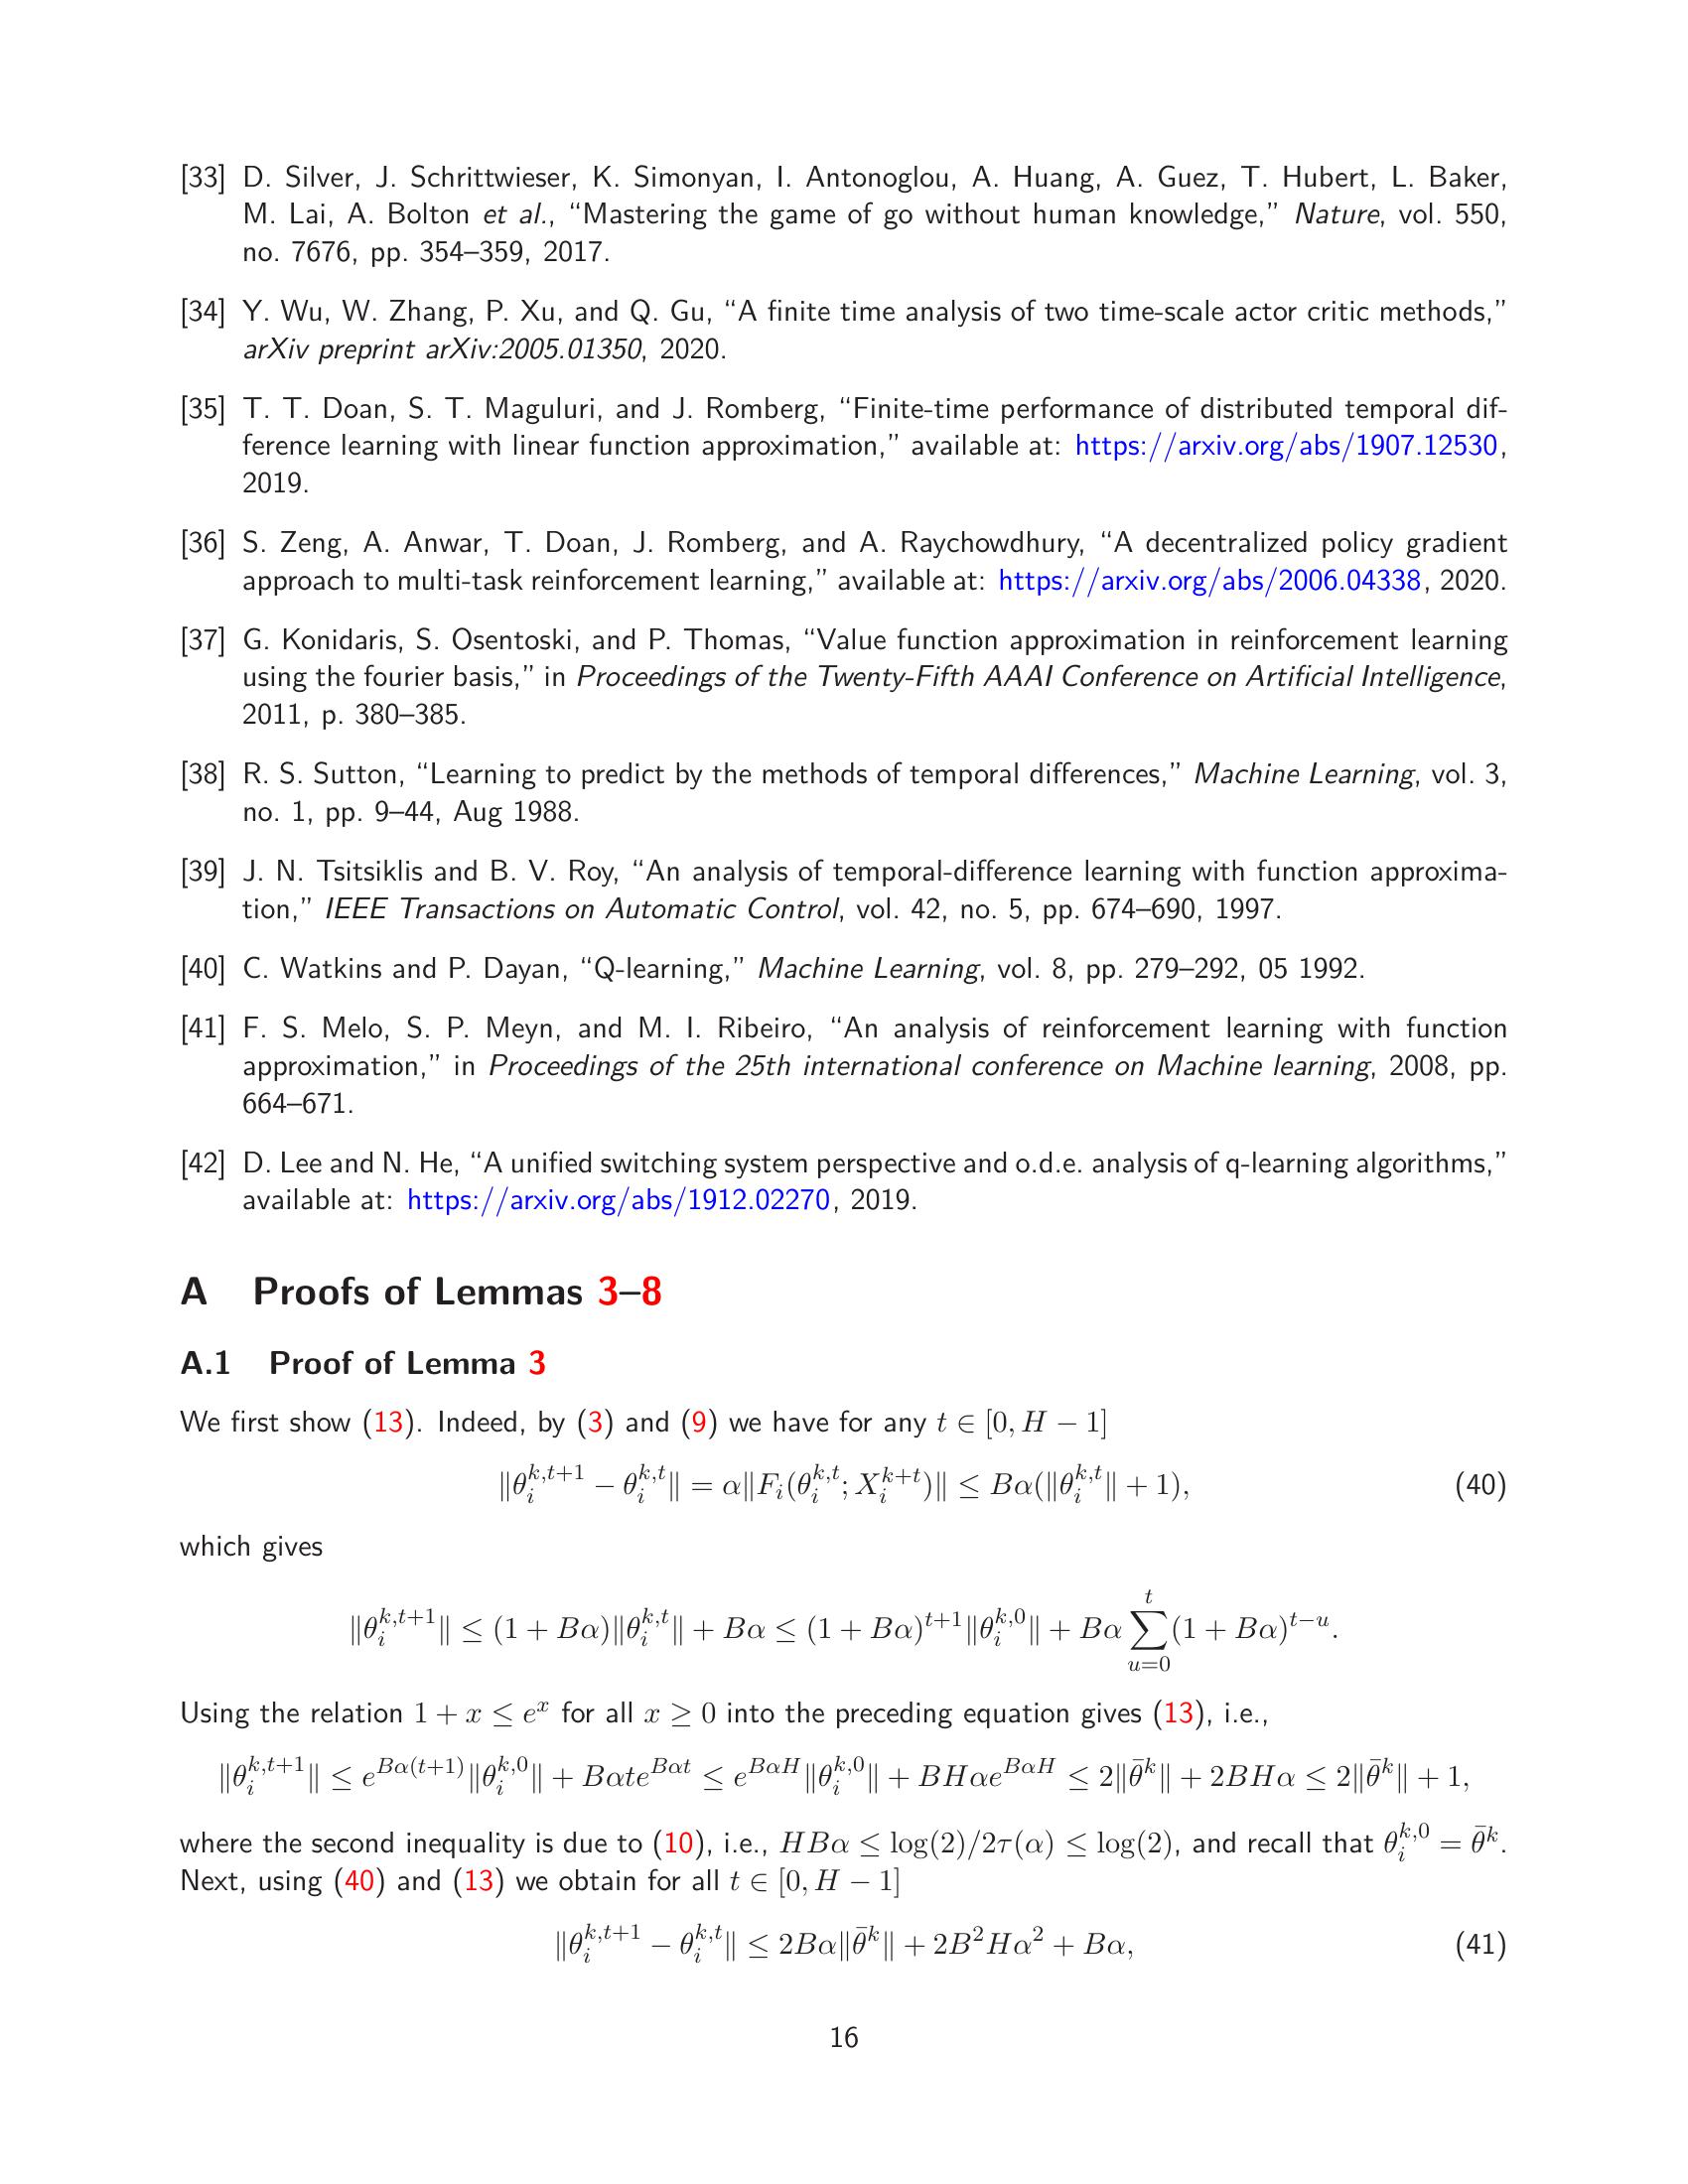 [33] D. Silver, J. Schrittwieser, K. Simonyan, I. Antonoglou, A. Huang, A. Guez, T. Hubert, L. Baker,
M. Lai, A. Bolton et al., “Mastering the game of go without human knowledge,” Nature, vol. 550,
no. 7676, pp. 354–359, 2017.
[34] Y. Wu, W. Zhang, P. Xu, and Q. Gu, “A finite time analysis of two time-scale actor critic methods,”
arXiv preprint arXiv:2005.01350, 2020.
[35] T. T. Doan, S. T. Maguluri, and J. Romberg, “Finite-time performance of distributed temporal dif-
ference learning with linear function approximation,” available at: https://arxiv.org/abs/1907.12530,
2019.
[36] S. Zeng, A. Anwar, T. Doan, J. Romberg, and A. Raychowdhury, “A decentralized policy gradient
approach to multi-task reinforcement learning,” available at: https://arxiv.org/abs/2006.04338, 2020.
[37] G. Konidaris, S. Osentoski, and P. Thomas, “Value function approximation in reinforcement learning
using the fourier basis,” in Proceedings of the Twenty-Fifth AAAI Conference on Artificial Intelligence,
2011, p. 380–385.
[38] R. S. Sutton, “Learning to predict by the methods of temporal differences,” Machine Learning, vol. 3,
no. 1, pp. 9–44, Aug 1988.
[39] J. N. Tsitsiklis and B. V. Roy, “An analysis of temporal-difference learning with function approxima-
tion,” IEEE Transactions on Automatic Control, vol. 42, no. 5, pp. 674–690, 1997.
[40] C. Watkins and P. Dayan, “Q-learning,” Machine Learning, vol. 8, pp. 279–292, 05 1992.
[41] F. S. Melo, S. P. Meyn, and M. I. Ribeiro, “An analysis of reinforcement learning with function
approximation,” in Proceedings of the 25th international conference on Machine learning, 2008, pp.
664–671.
[42] D. Lee and N. He, “A unified switching system perspective and o.d.e. analysis of q-learning algorithms,”
available at: https://arxiv.org/abs/1912.02270, 2019.
A Proofs of Lemmas 3–8
A.1 Proof of Lemma 3
We first show (13). Indeed, by (3) and (9) we have for any $t \in [0, H-1]$
$\|\theta_i^{k,t+1} - \theta_i^{k,t}\| = \alpha\|F_i(\theta_i^{k,t}; X_i^{k+t})\| \leq B\alpha(\|\theta_i^{k,t}\| + 1),$ (40)
which gives
$\|\theta_i^{k,t+1}\| \leq (1 + B\alpha)\|\theta_i^{k,t}\| + B\alpha \leq (1 + B\alpha)^{t+1}\|\theta_i^{k,0}\| + B\alpha \sum_{u=0}^{t}(1 + B\alpha)^{t-u}.$
Using the relation $1 + x \leq e^x$ for all $x \geq 0$ into the preceding equation gives (13), i.e.,
$\|\theta_i^{k,t+1}\| \leq e^{B\alpha(t+1)}\|\theta_i^{k,0}\| + B\alpha t e^{B\alpha t} \leq e^{B\alpha H}\|\theta_i^{k,0}\| + BH\alpha e^{B\alpha H} \leq 2\|\bar{\theta}^k\| + 2BH\alpha \leq 2\|\bar{\theta}^k\| + 1,$
where the second inequality is due to (10), i.e., $HB\alpha \leq \log(2)/2\tau(\alpha) \leq \log(2)$, and recall that $\theta_i^{k,0} = \bar{\theta}^k$.
Next, using (40) and (13) we obtain for all $t \in [0, H-1]$
$\|\theta_i^{k,t+1} - \theta_i^{k,t}\| \leq 2B\alpha\|\bar{\theta}^k\| + 2B^2H\alpha^2 + B\alpha,$ (41)
16